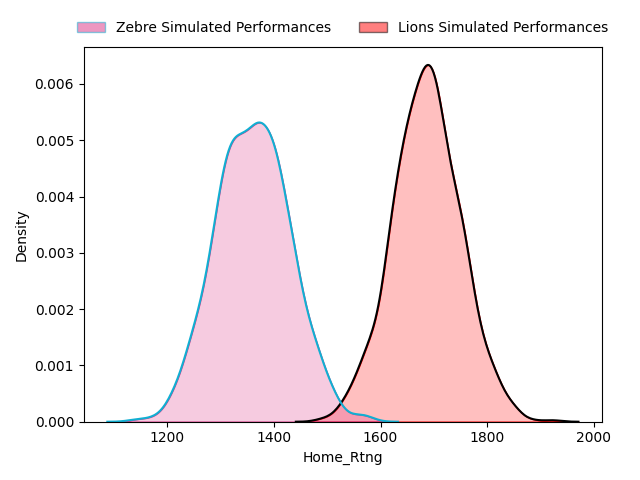 Zebre Simulated Performances Lions Simulated Performances
0.006
0.005
0.004
0.003
0.002
0.001
0.000
Density
1200 1400 1600 1800 2000
Home_Rtng